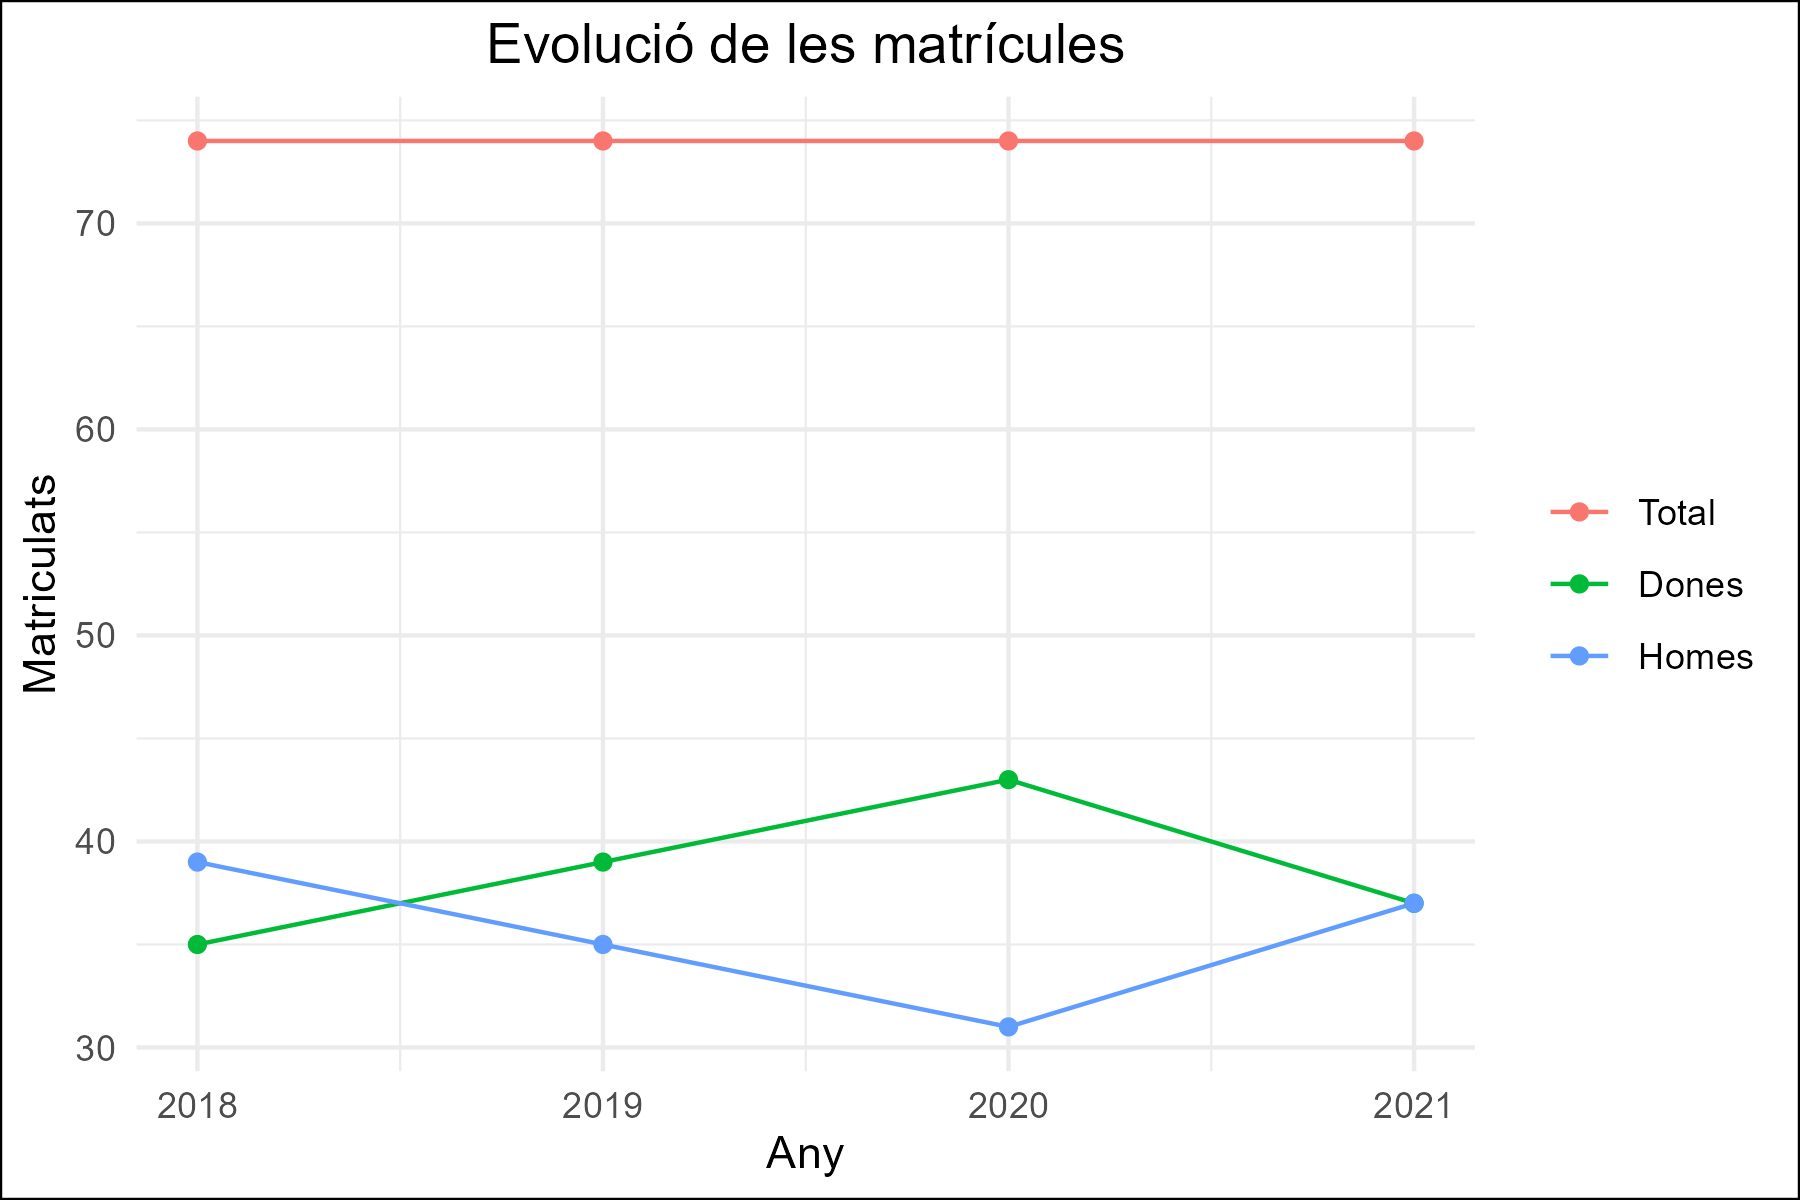 Evolució de les matrícules
Matriculats
70
60
50
40
30
2018 2019 2020 2021
Any
Total
Dones
Homes